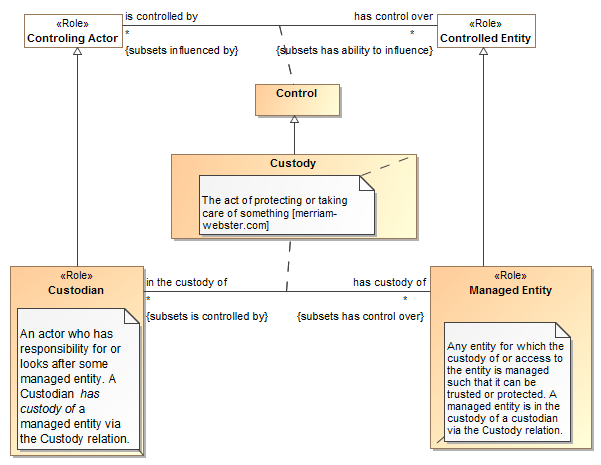 «Role»
Controling Actor
is controlled by
has control over
«Role»
Controlled Entity
*
*
{subsets influenced by}
{subsets has ability to influence}
Control
Custody
The act of protecting or taking
care of something [merriam-
webster.com]
«Role»
Custodian
in the custody of
has custody of
«Role»
Managed Entity
*
*
{subsets is controlled by}
{subsets has control over}
An actor who has
responsibility for or
looks after some
managed entity. A
Custodian has
custody of a
managed entity via
the Custody relation.
Any entity for which the
custody of or access to
the entity is managed
such that it can be
trusted or protected. A
managed entity is in the
custody of a custodian
via the Custody relation.